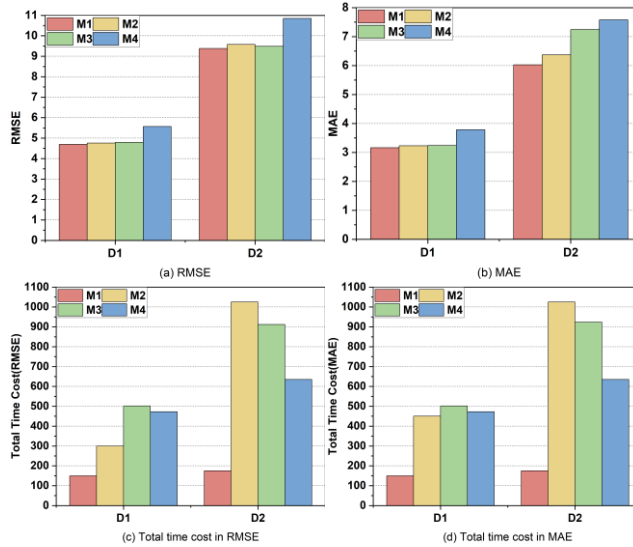 M1 M2
M3 M4
RMSE
11
10
9
8
7
6
5
4
3
2
1
0
D1 D2
(a) RMSE
M1 M2
M3 M4
MAE
8
7
6
5
4
3
2
1
0
D1 D2
(b) MAE
M1 M2
M3 M4
Total Time Cost(RMSE)
1100
1000
900
800
700
600
500
400
300
200
100
0
D1 D2
(c) Total time cost in RMSE
M1 M2
M3 M4
Total Time Cost(MAE)
1100
1000
900
800
700
600
500
400
300
200
100
0
D1 D2
(d) Total time cost in MAE